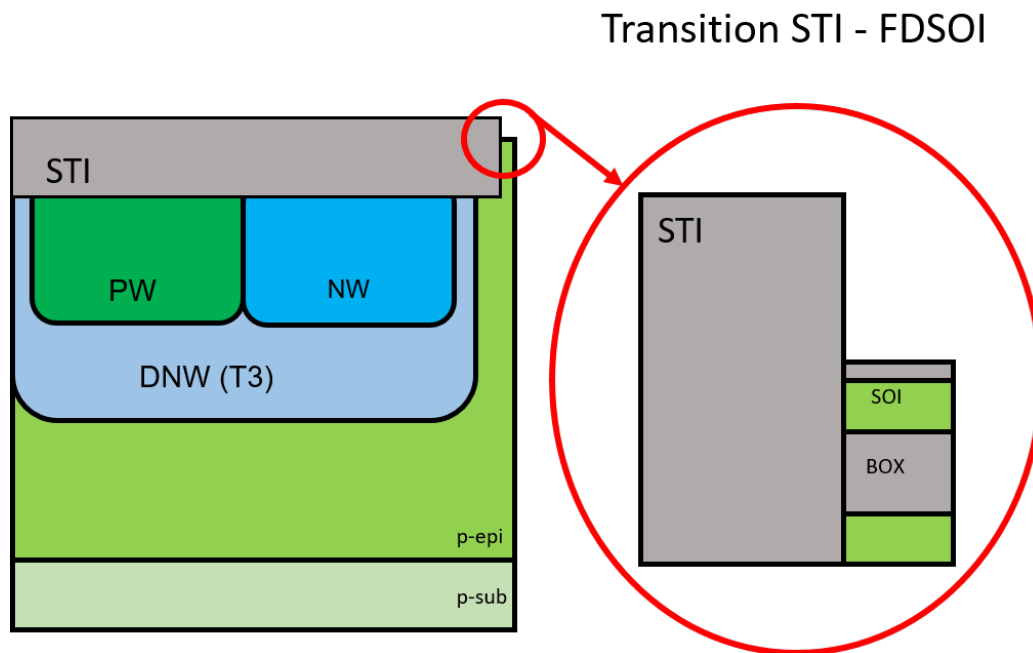 Transition STI - FDSOI
STI
PW
NW
DNW (T3)
p-epi
p-sub
STI
SOI
BOX